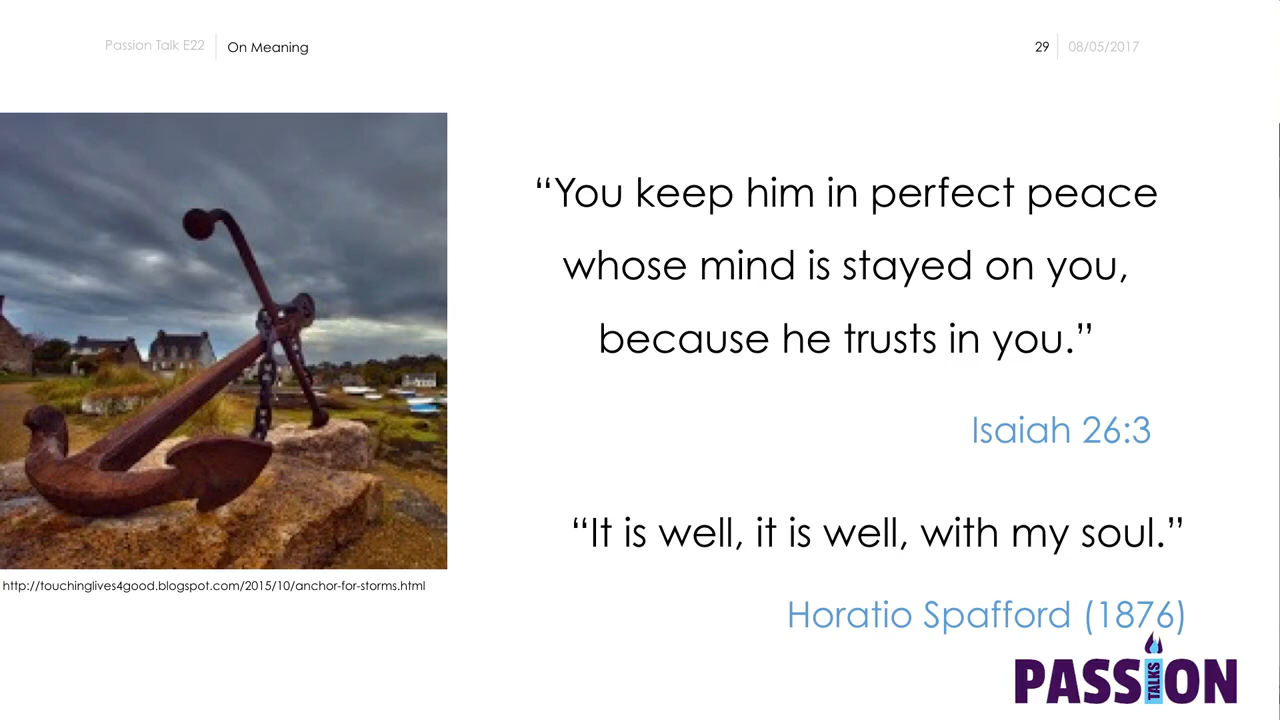 Passion Talk E22 On Meaning 29 08/05/2017
“You keep him in perfect peace
whose mind is stayed on you,
because he trusts in you.”
Isaiah 26:3
“It is well, it is well, with my soul.”
Horatio Spafford (1876)
http://touchinglives4good.blogspot.com/2015/10/anchor-for-storms.html
PASSION
TALKS